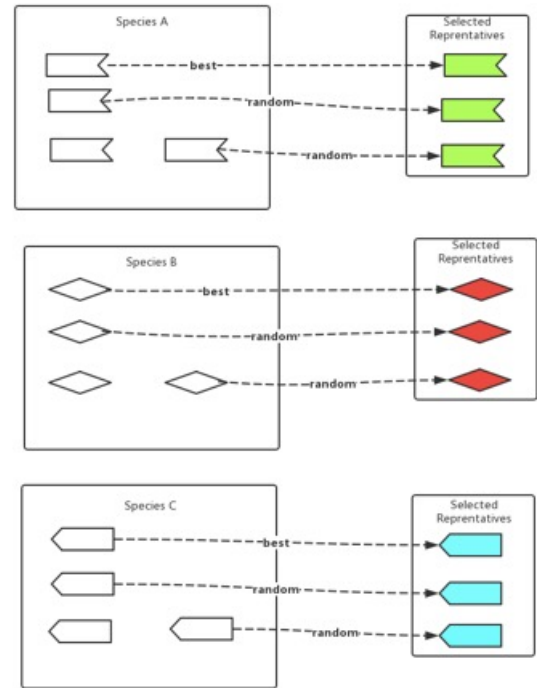 Species A
Selected
Reprentatives
best
random
random
Species B
Selected
Reprentatives
best
random
random
Species C
Selected
Reprentatives
best
random
random